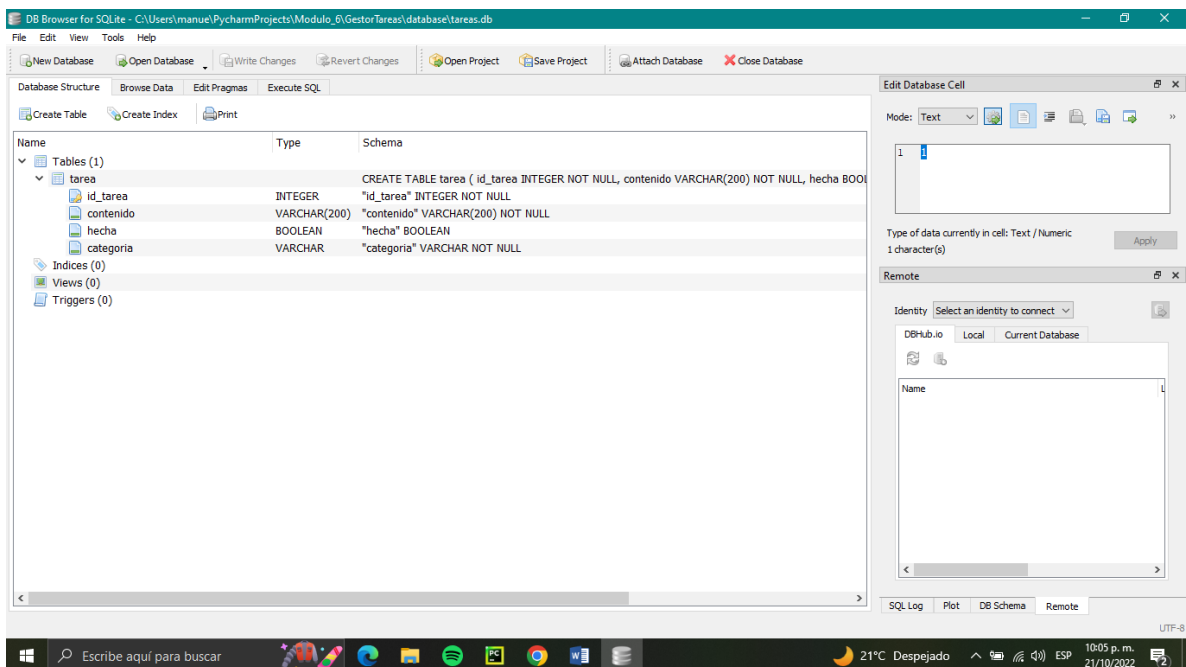 DB Browser for SQLite - C:\Users\manue\PycharmProjects\Modulo_6\GestorTareas\database\tareas.db
File Edit View Tools Help
New Database Open Database Write Changes Revert Changes Open Project Save Project Attach Database Close Database
Database Structure Browse Data Edit Pragmas Execute SQL
Create Table Create Index Print
Name Type Schema
Tables (1)
tarea CREATE TABLE tarea ( id_tarea INTEGER NOT NULL, contenido VARCHAR(200) NOT NULL, hecha BOOL
id_tarea INTEGER "id_tarea" INTEGER NOT NULL
contenido VARCHAR(200) "contenido" VARCHAR(200) NOT NULL
hecha BOOLEAN "hecha" BOOLEAN
categoria VARCHAR "categoria" VARCHAR NOT NULL
Indices (0)
Views (0)
Triggers (0)
Edit Database Cell
Mode: Text
1 1
Type of data currently in cell: Text / Numeric
1 character(s)
Apply
Remote
Identity Select an identity to connect
DBHub.io Local Current Database
Name L
SQL Log Plot DB Schema Remote
UTF-8
Escribe aquí para buscar
PC
21°C Despejado ESP
10:05 p. m.
21/10/2022
2